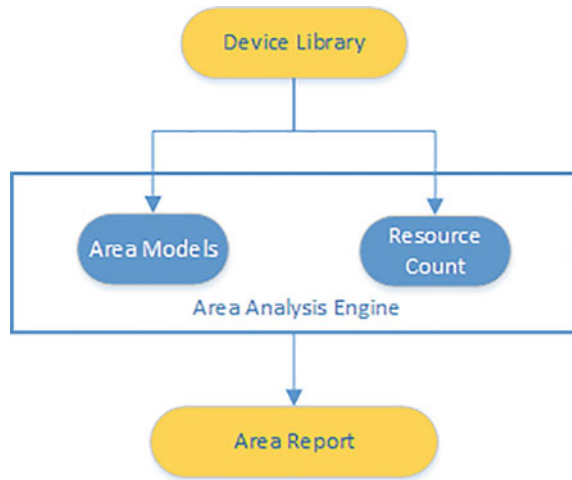 Device Library
Area Models
Resource
Count
Area Analysis Engine
Area Report